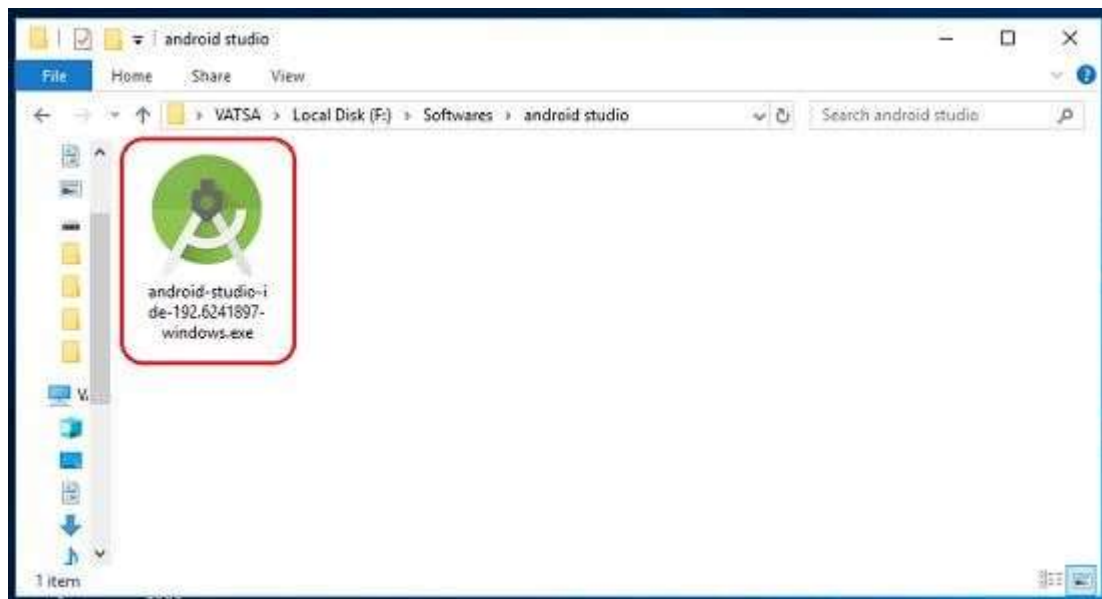 android studio
File Home Share View
VATSA > Local Disk (F:) > Softwares > android studio
Search android studio
android-studio-i
de-192.6241897-
windows.exe
1 item